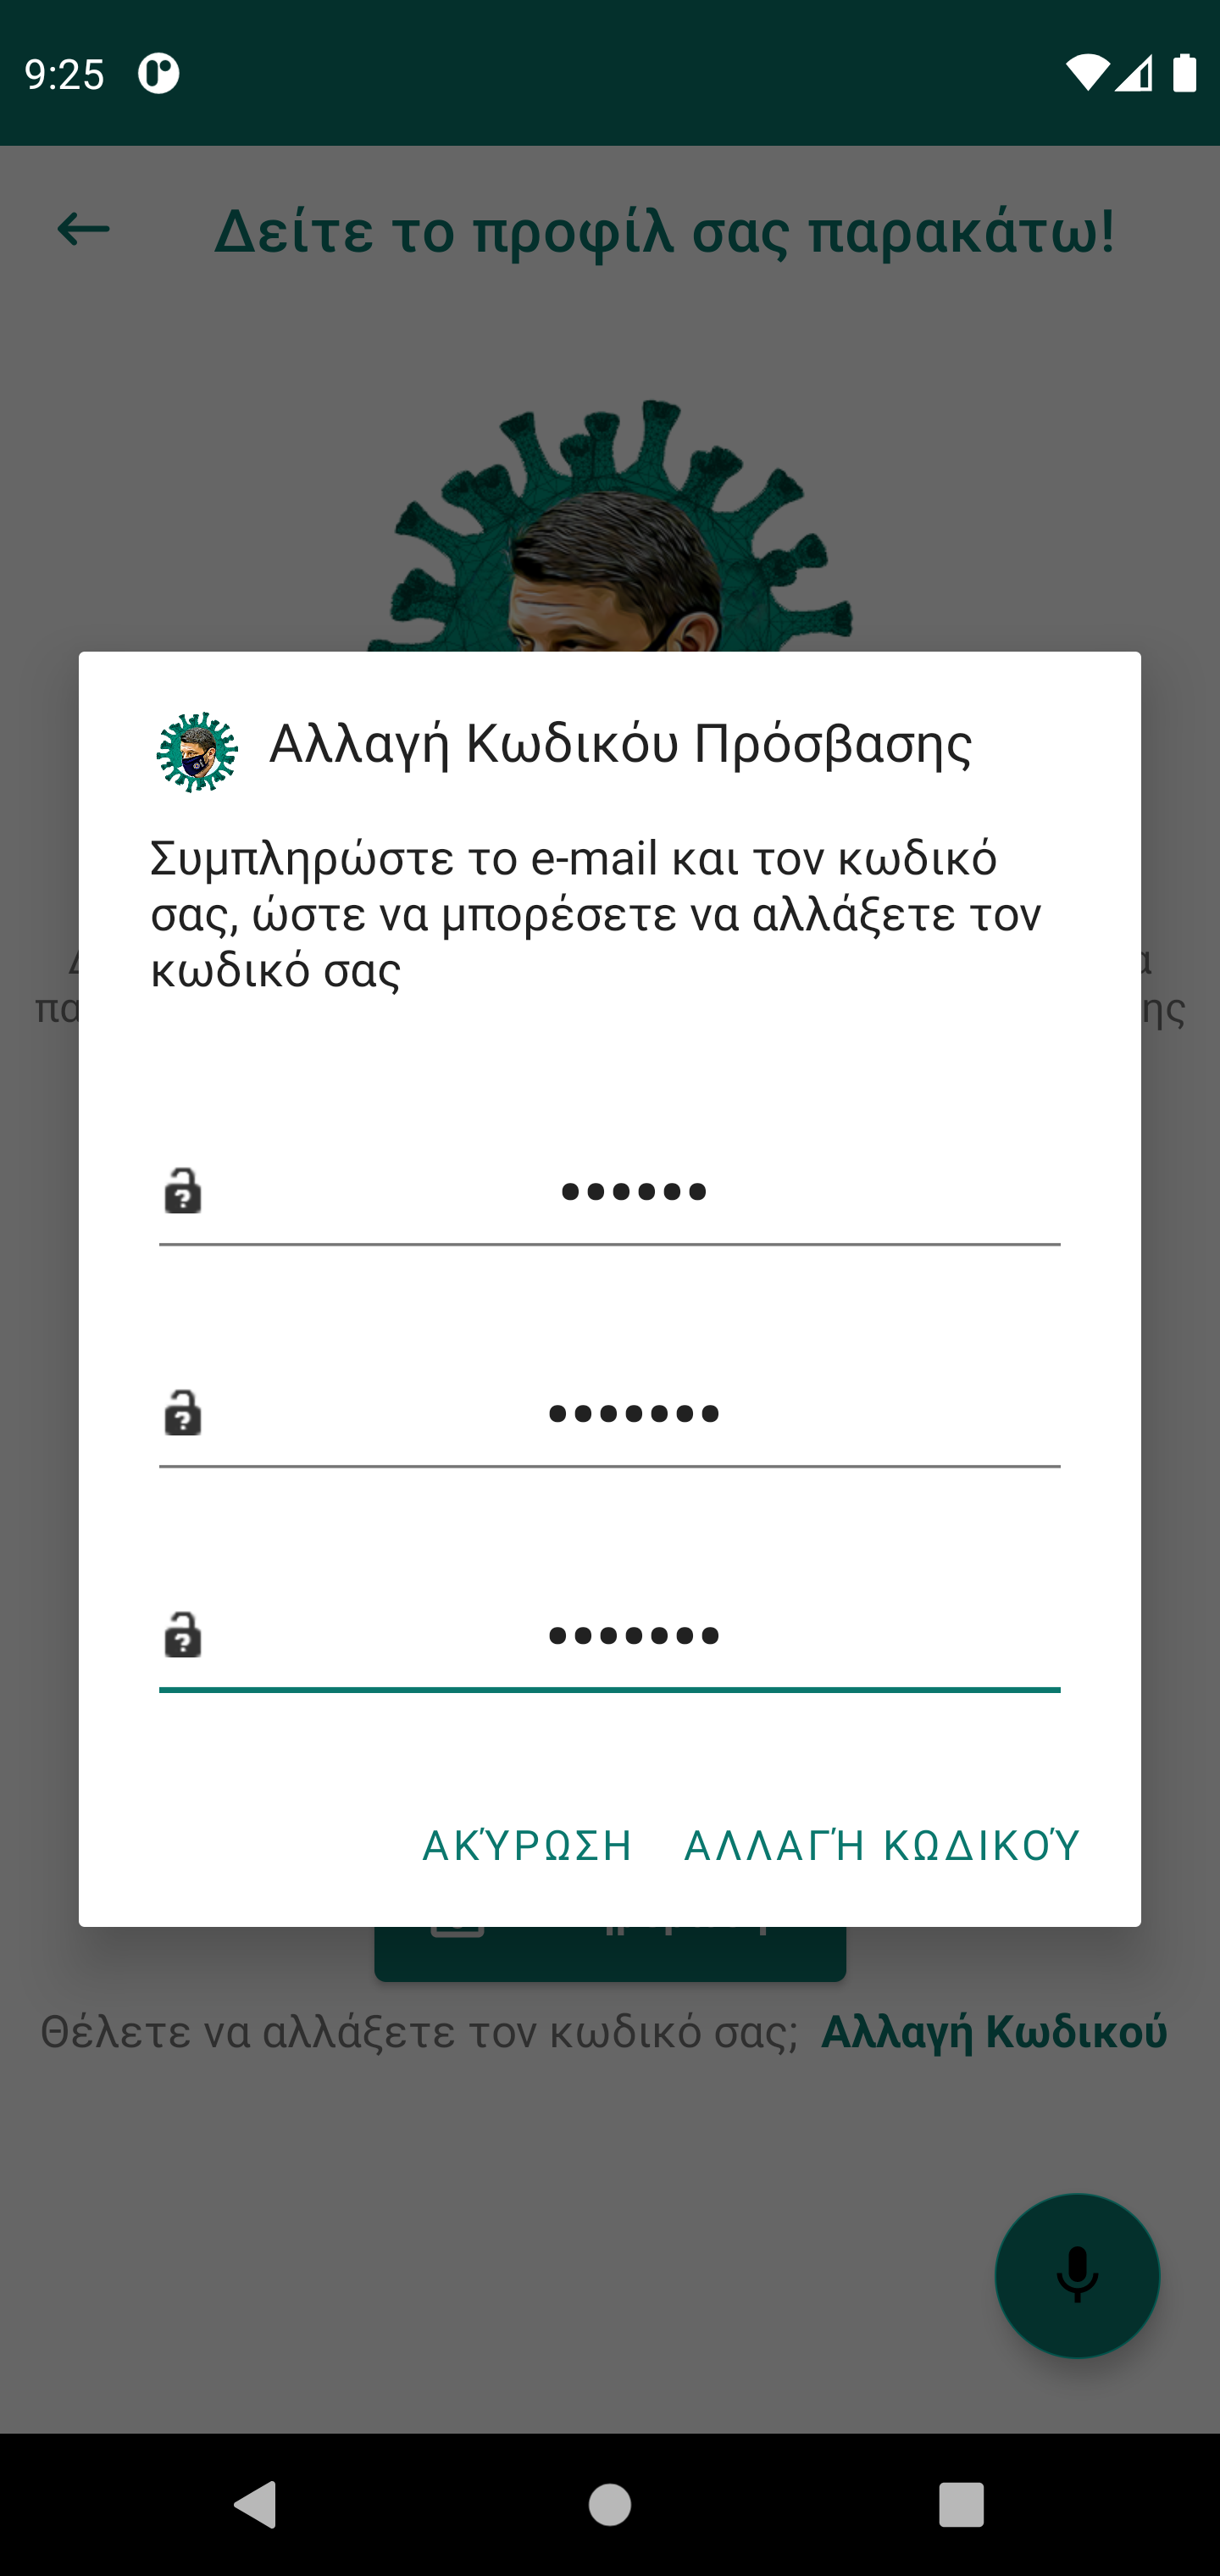 9:25
Δείτε το προφίλ σας παρακάτω!
Αλλαγή Κωδικόυ Πρόσβασης
Συμπληρώστε το e-mail και τον κωδικό
σας, ώστε να μπορέσετε να αλλάξετε τον
κωδικό σας
••••••
•••••••
•••••••
ΑΚΎΡΩΣΗ ΑΛΛΑΓΉ ΚΩΔΙΚΟΎ
Θέλετε να αλλάξετε τον κωδικό σας; Αλλαγή Κωδικού